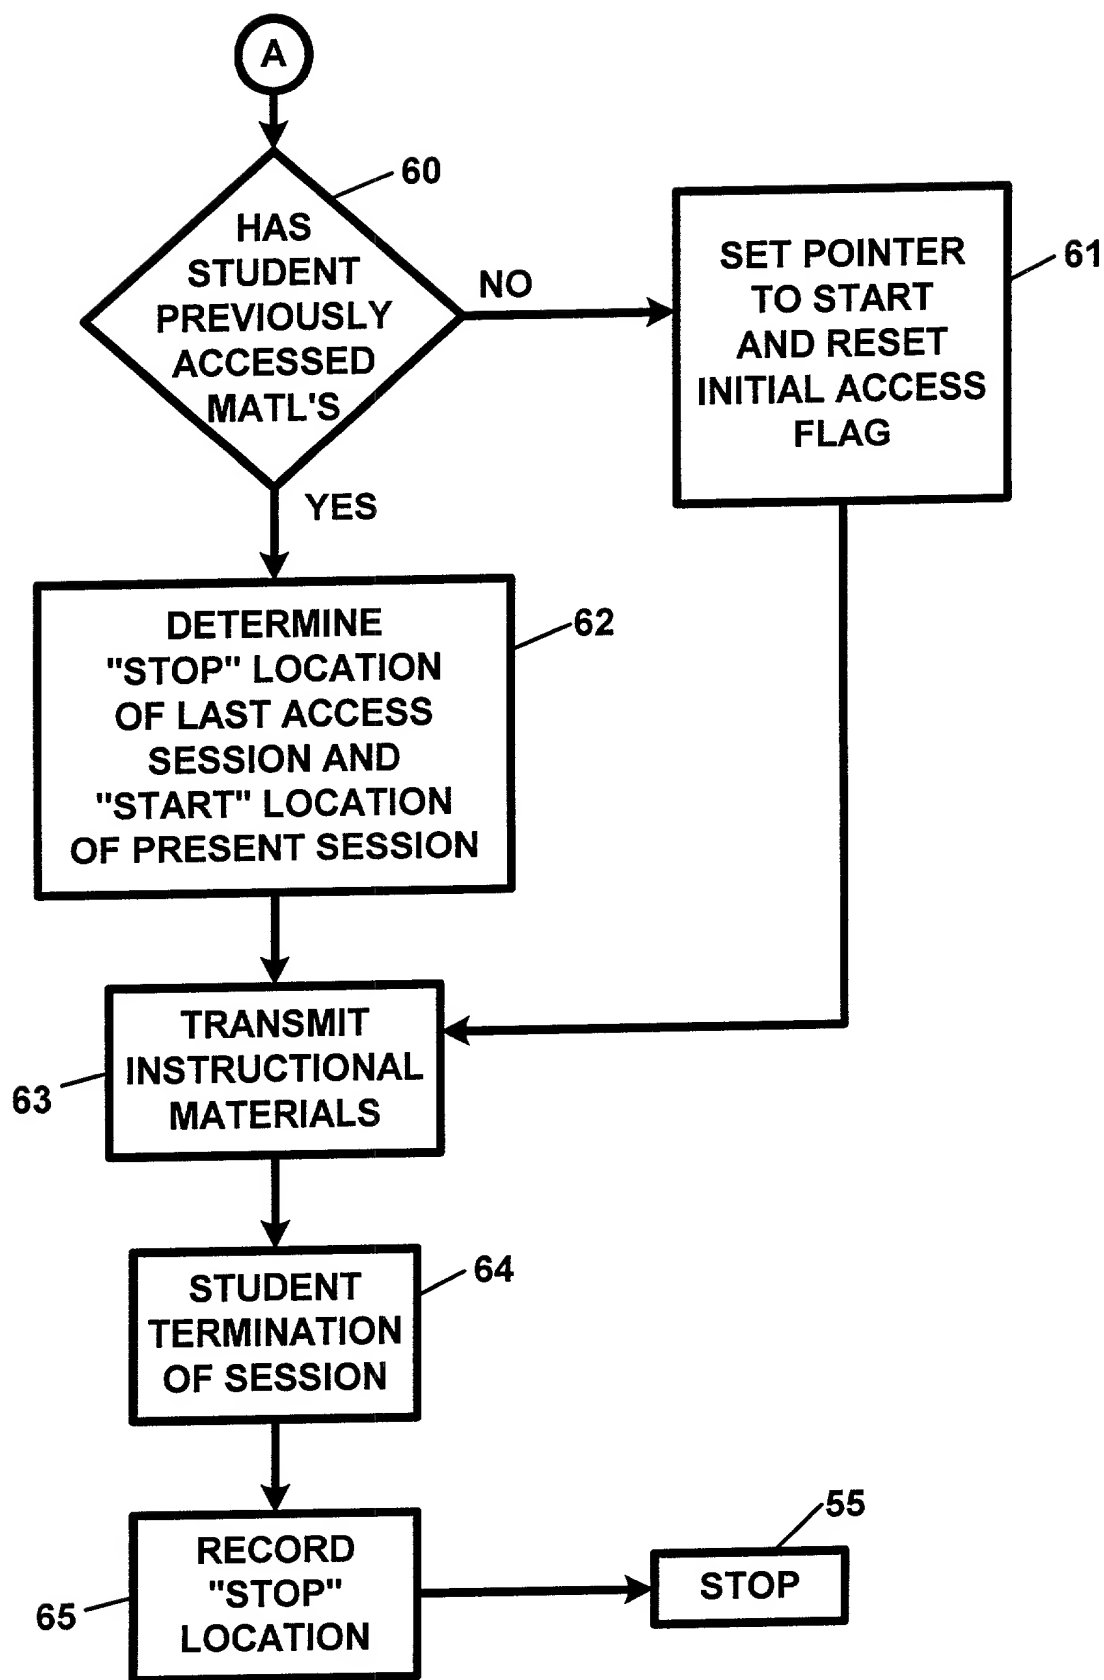 A
60
HAS
STUDENT
PREVIOUSLY
ACCESSED
MATL'S
NO
SET POINTER
TO START
AND RESET
INITIAL ACCESS
FLAG
61
YES
DETERMINE
"STOP" LOCATION
OF LAST ACCESS
SESSION AND
"START" LOCATION
OF PRESENT SESSION
62
TRANSMIT
INSTRUCTIONAL
MATERIALS
63
STUDENT
TERMINATION
OF SESSION
64
RECORD
"STOP"
LOCATION
65
STOP
55